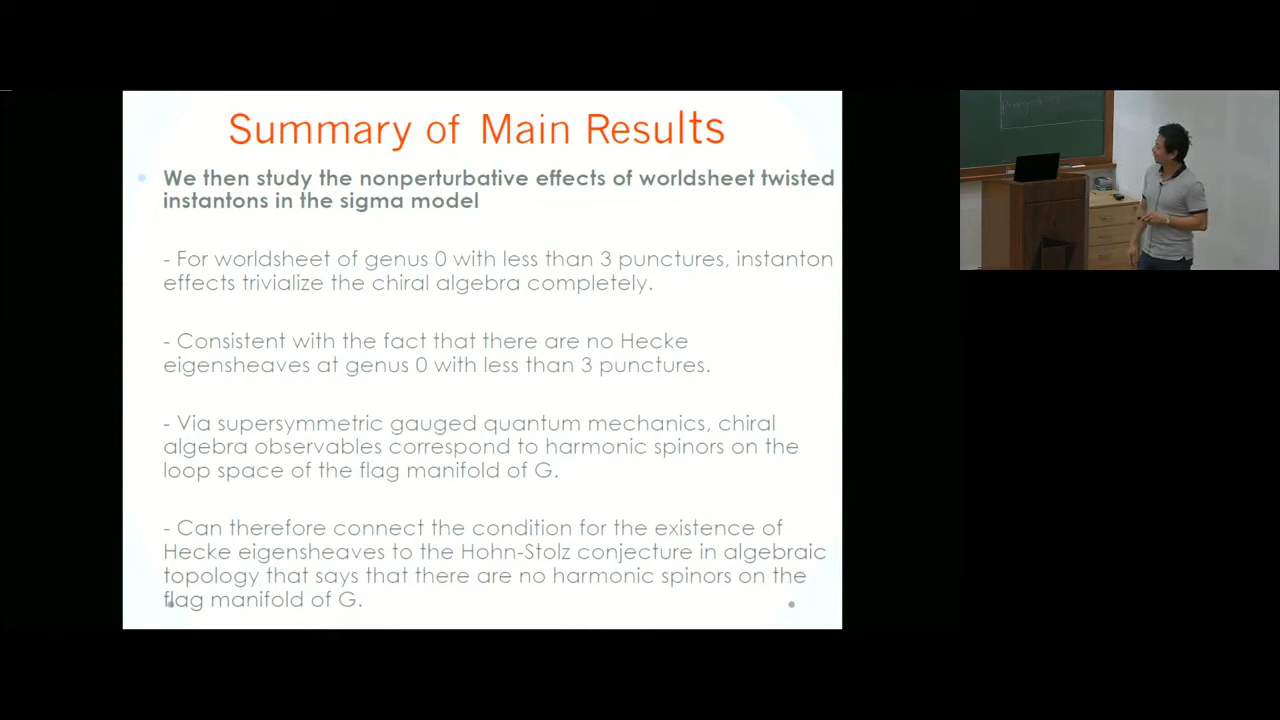 Summary of Main Results
We then study the nonperturbative effects of worldsheet twisted
instantons in the sigma model
- For worldsheet of genus 0 with less than 3 punctures, instanton
effects trivialize the chiral algebra completely.
- Consistent with the fact that there are no Hecke
eigensheaves at genus 0 with less than 3 punctures.
- Via supersymmetric gauged quantum mechanics, chiral
algebra observables correspond to harmonic spinors on the
loop space of the flag manifold of G.
- Can therefore connect the condition for the existence of
Hecke eigensheaves to the Hohn-Stolz conjecture in algebraic
topology that says that there are no harmonic spinors on the
flag manifold of G.